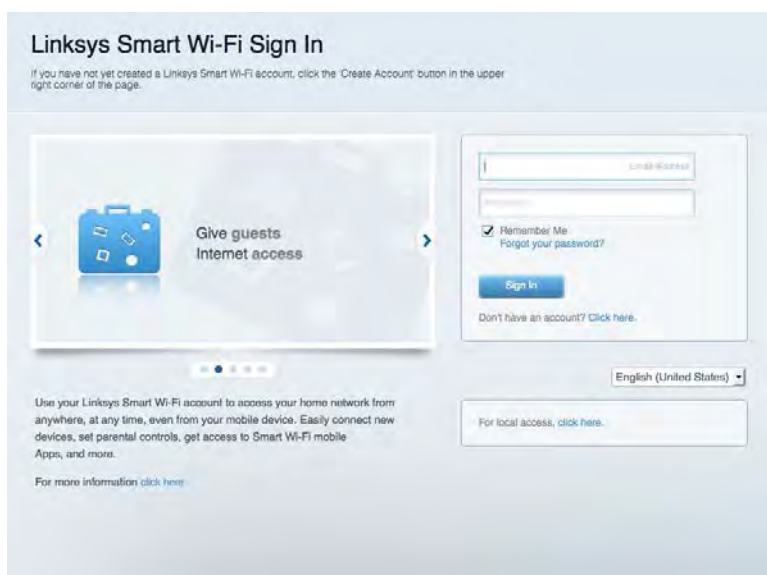 Linksys Smart Wi-Fi Sign In
If you have not yet created a Linksys Smart Wi-Fi account, click the 'Create Account' button in the upper
right corner of the page.
Give guests
Internet access
Email Address
Remember Me
Forgot your password?
Sign In
Don't have an account? Click here.
English (United States)
Use your Linksys Smart Wi-Fi account to access your home network from
anywhere, at any time, even from your mobile device. Easily connect new
devices, set parental controls, get access to Smart Wi-Fi mobile
Apps, and more.
For more information click here
For local access, click here.